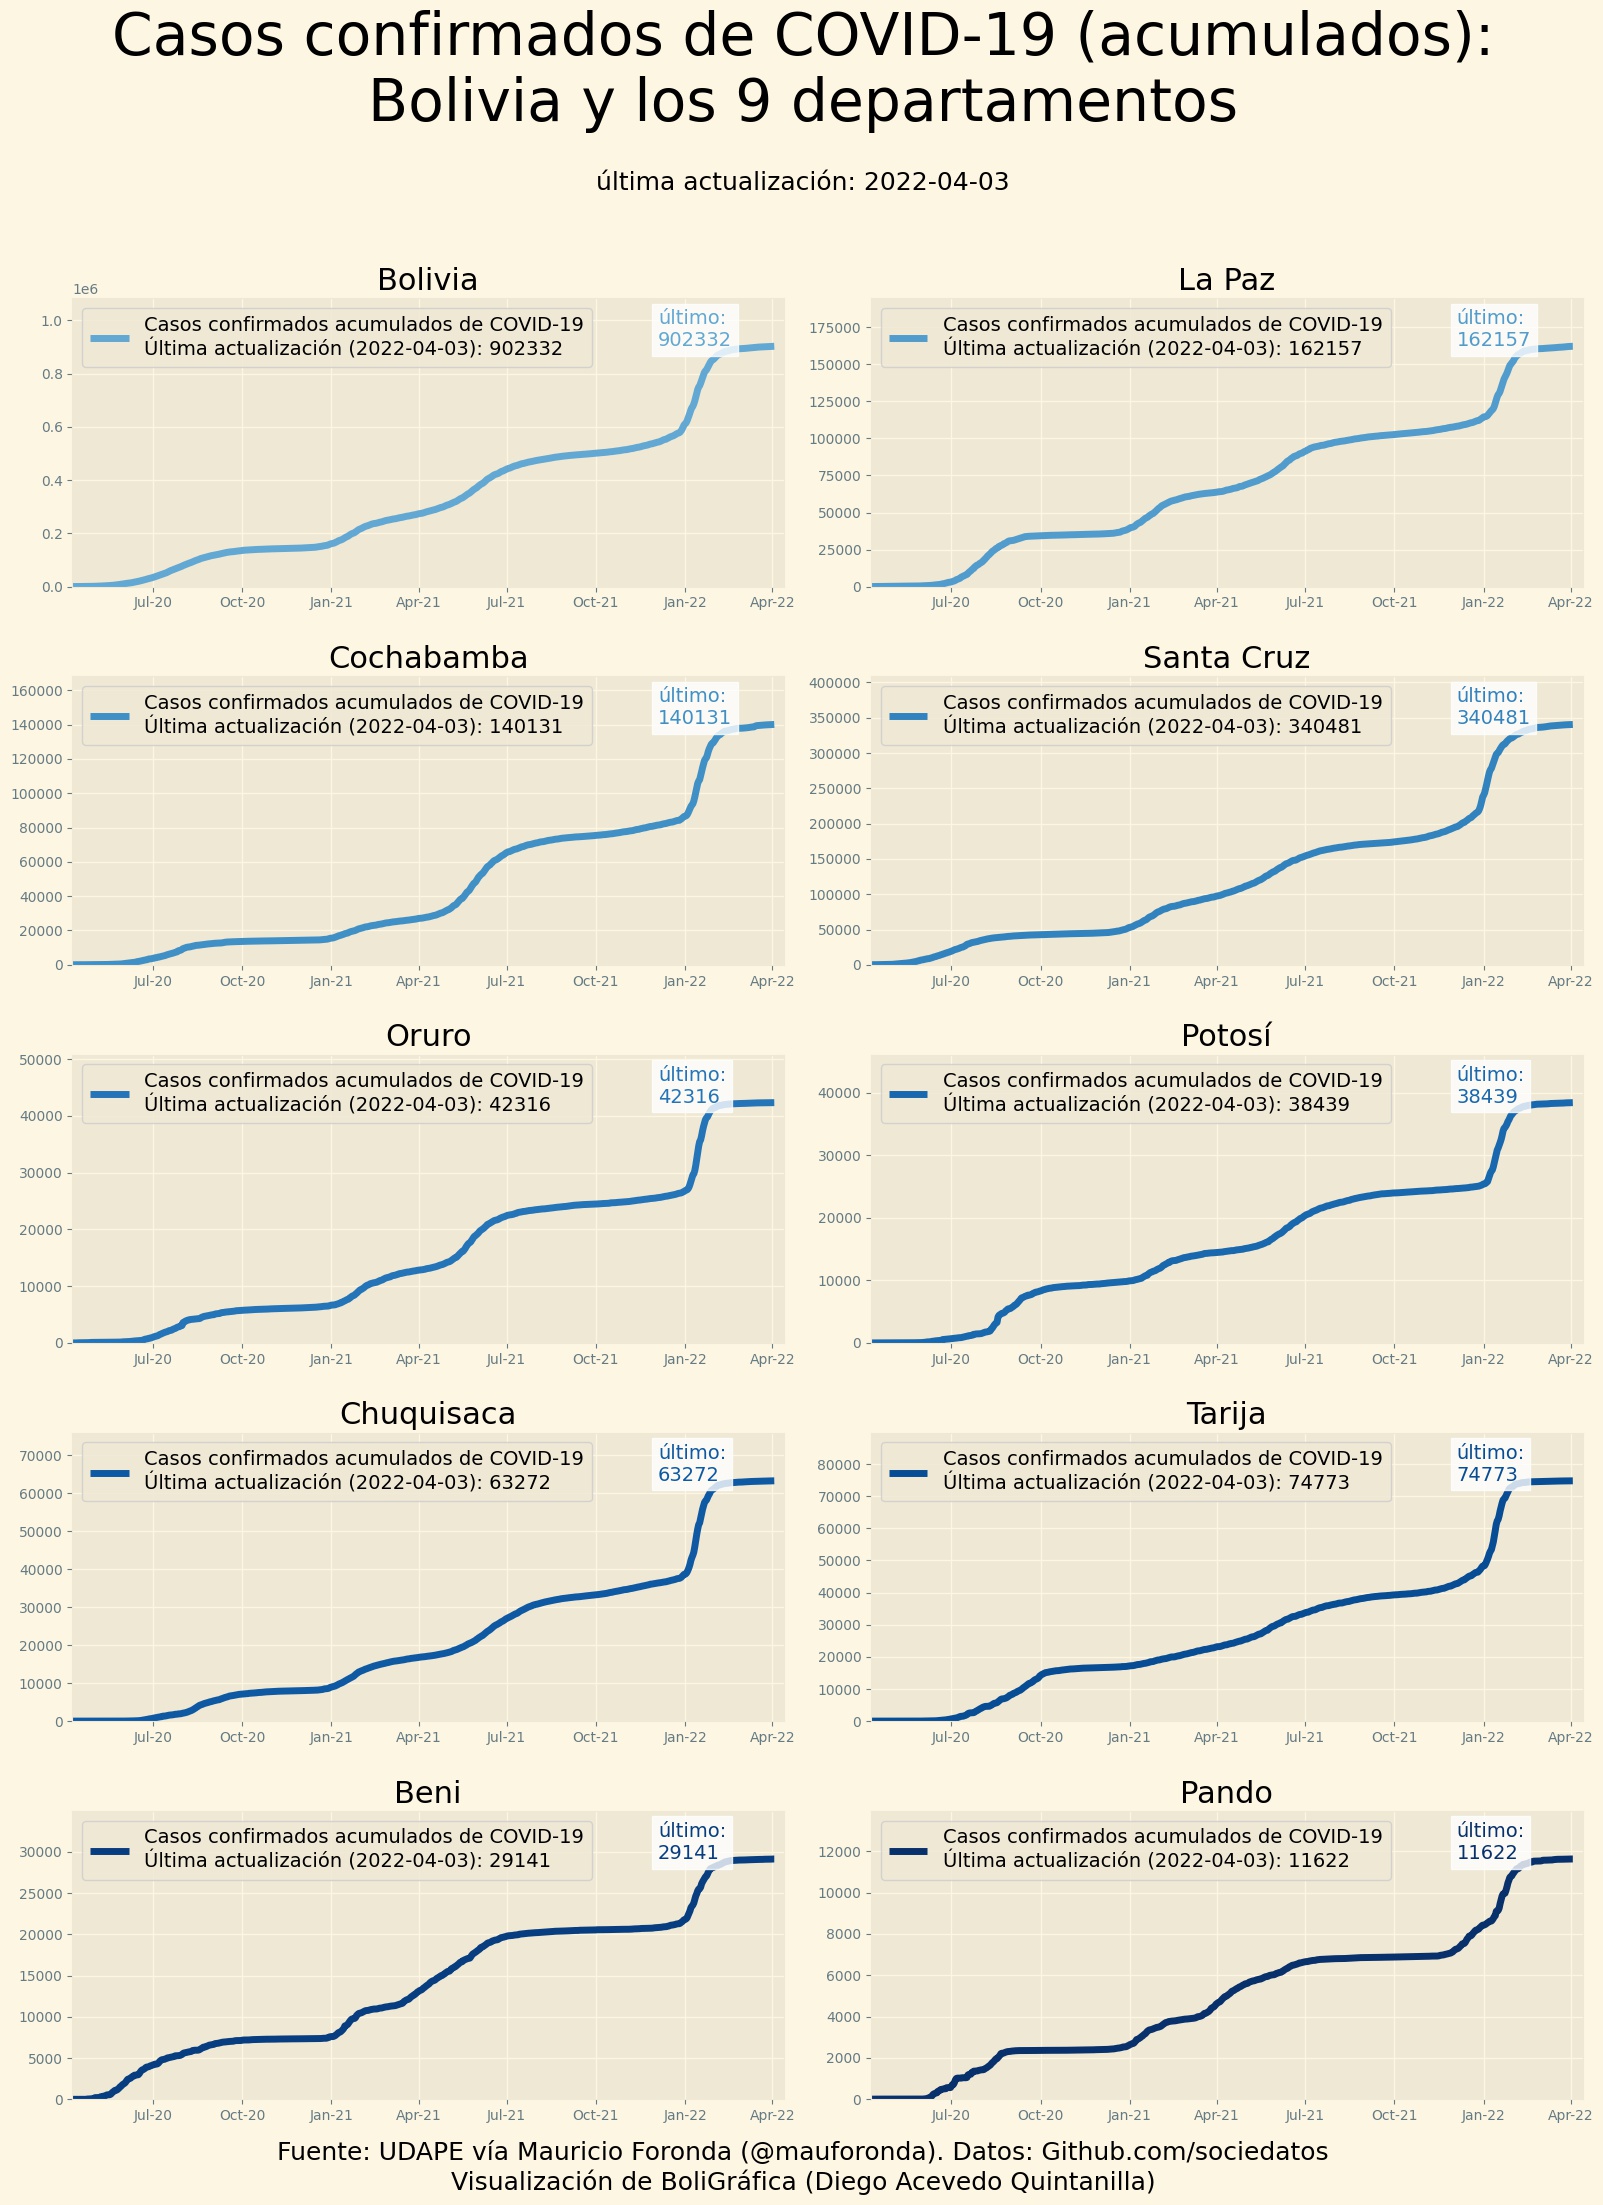 Casos confirmados de COVID-19 (acumulados):
Bolivia y los 9 departamentos
última actualización: 2022-04-03
Bolivia
1e6
1.0
0.8
0.6
0.4
0.2
0.0
Casos confirmados acumulados de COVID-19
Última actualización (2022-04-03): 902332
último:
902332
Jul-20 Oct-20 Jan-21 Apr-21 Jul-21 Oct-21 Jan-22 Apr-22
La Paz
175000
150000
125000
100000
75000
50000
25000
0
Casos confirmados acumulados de COVID-19
Última actualización (2022-04-03): 162157
último:
162157
Jul-20 Oct-20 Jan-21 Apr-21 Jul-21 Oct-21 Jan-22 Apr-22
Cochabamba
160000
140000
120000
100000
80000
60000
40000
20000
0
Casos confirmados acumulados de COVID-19
Última actualización (2022-04-03): 140131
último:
140131
Jul-20 Oct-20 Jan-21 Apr-21 Jul-21 Oct-21 Jan-22 Apr-22
Santa Cruz
400000
350000
300000
250000
200000
150000
100000
50000
0
Casos confirmados acumulados de COVID-19
Última actualización (2022-04-03): 340481
último:
340481
Jul-20 Oct-20 Jan-21 Apr-21 Jul-21 Oct-21 Jan-22 Apr-22
Oruro
50000
40000
30000
20000
10000
0
Casos confirmados acumulados de COVID-19
Última actualización (2022-04-03): 42316
último:
42316
Jul-20 Oct-20 Jan-21 Apr-21 Jul-21 Oct-21 Jan-22 Apr-22
Potosí
40000
30000
20000
10000
0
Casos confirmados acumulados de COVID-19
Última actualización (2022-04-03): 38439
último:
38439
Jul-20 Oct-20 Jan-21 Apr-21 Jul-21 Oct-21 Jan-22 Apr-22
Chuquisaca
70000
60000
50000
40000
30000
20000
10000
0
Casos confirmados acumulados de COVID-19
Última actualización (2022-04-03): 63272
último:
63272
Jul-20 Oct-20 Jan-21 Apr-21 Jul-21 Oct-21 Jan-22 Apr-22
Tarija
80000
70000
60000
50000
40000
30000
20000
10000
0
Casos confirmados acumulados de COVID-19
Última actualización (2022-04-03): 74773
último:
74773
Jul-20 Oct-20 Jan-21 Apr-21 Jul-21 Oct-21 Jan-22 Apr-22
Beni
30000
25000
20000
15000
10000
5000
0
Casos confirmados acumulados de COVID-19
Última actualización (2022-04-03): 29141
último:
29141
Jul-20 Oct-20 Jan-21 Apr-21 Jul-21 Oct-21 Jan-22 Apr-22
Pando
12000
10000
8000
6000
4000
2000
0
Casos confirmados acumulados de COVID-19
Última actualización (2022-04-03): 11622
último:
11622
Jul-20 Oct-20 Jan-21 Apr-21 Jul-21 Oct-21 Jan-22 Apr-22
Fuente: UDAPE vía Mauricio Foronda (@mauforonda). Datos: Github.com/sociedatos
Visualización de BoliGráfica (Diego Acevedo Quintanilla)